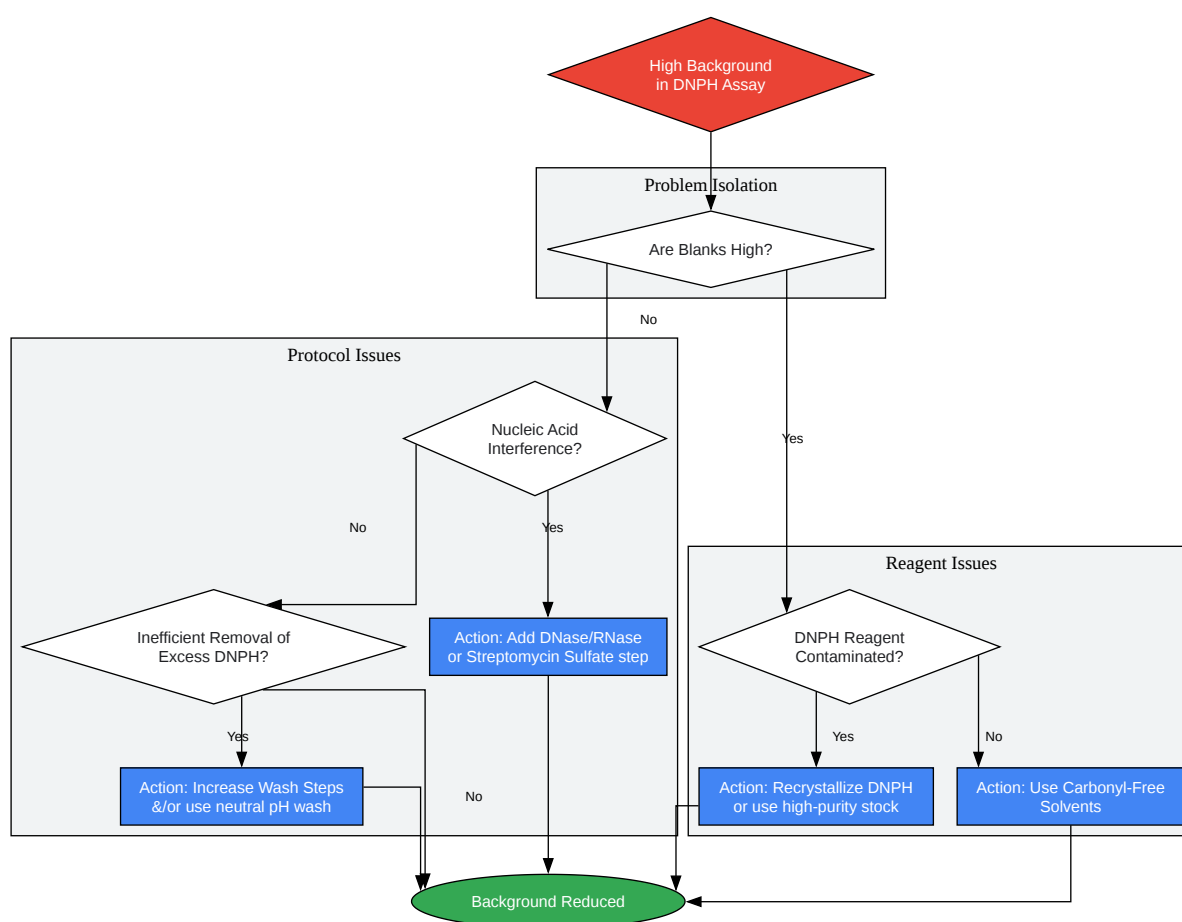 High Background
in DNPH Assay
Problem Isolation
Are Blanks High?
No
Protocol Issues
Yes
Nucleic Acid
Interference?
No
Yes
Reagent Issues
Inefficient Removal of
Excess DNPH?
Action: Add DNase/RNase
or Streptomycin Sulfate step
DNPH Reagent
Contaminated?
Yes
Yes
No
Action: Increase Wash Steps
&/or use neutral pH wash
No
Action: Recrystallize DNPH
or use high-purity stock
Action: Use Carbonyl-Free
Solvents
Background Reduced